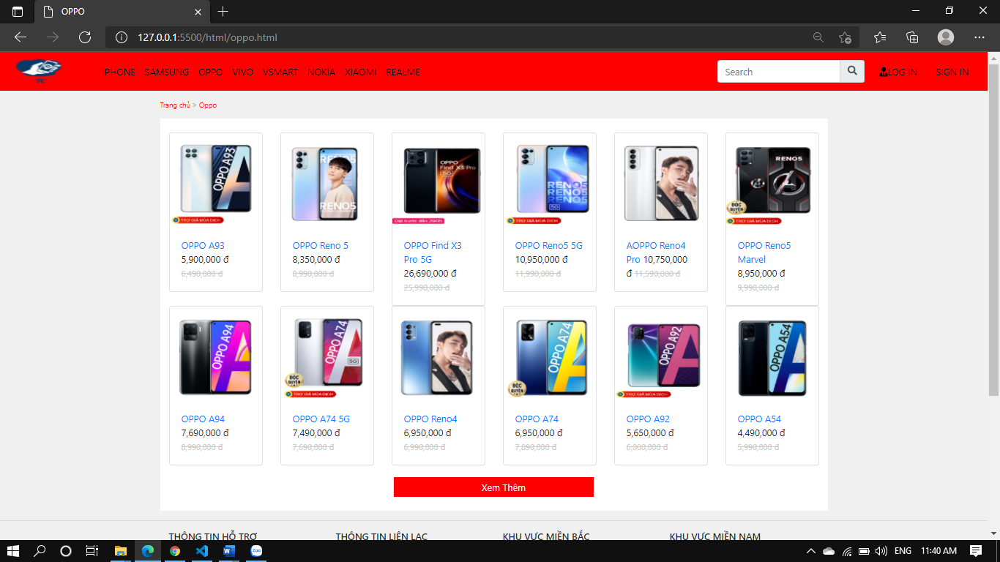 OPPO
127.0.0.1:5500/html/oppo.html
IPHONE SAMSUNG OPPO VIVO VSMART NOKIA XIAOMI REALME
Search
LOG IN
SIGN IN
Trang chủ > Oppo
OPPO A93
TRỢ GIÁ MÙA DỊCH
RENO5
RENO5
OPPO
Find X3 Pro
5G
Đặt trước đến 20/05
RENO5
RENO5
RENO5
5G
TRỢ GIÁ MÙA DỊCH
RENO5
ĐỘC QUYỀN
TRỢ GIÁ MÙA DỊCH
OPPO A93
5,900,000 đ
6,490,000 đ
OPPO Reno 5
8,350,000 đ
8,990,000 đ
OPPO Find X3
Pro 5G
26,690,000 đ
25,990,000 đ
OPPO Reno5 5G
10,950,000 đ
11,990,000 đ
AOPPO Reno4
Pro 10,750,000
đ 11,590,000 đ
OPPO Reno5
Marvel
8,950,000 đ
9,990,000 đ
OPPO A94
OPPO A74
5G
ĐỘC QUYỀN
TRỢ GIÁ MÙA DỊCH
OPPO A74
ĐỘC QUYỀN
OPPO A92
TRỢ GIÁ MÙA DỊCH
OPPO A54
OPPO A94
7,690,000 đ
8,990,000 đ
OPPO A74 5G
7,490,000 đ
7,690,000 đ
OPPO Reno4
6,950,000 đ
6,990,000 đ
OPPO A74
6,950,000 đ
7,890,000 đ
OPPO A92
5,650,000 đ
6,000,000 đ
OPPO A54
4,490,000 đ
5,990,000 đ
Xem Thêm
THÔNG TIN HỖ TRỢ
THÔNG TIN LIÊN LẠC
KHU VỰC MIỀN BẮC
KHU VỰC MIỀN NAM
Zalo
ENG
11:40 AM